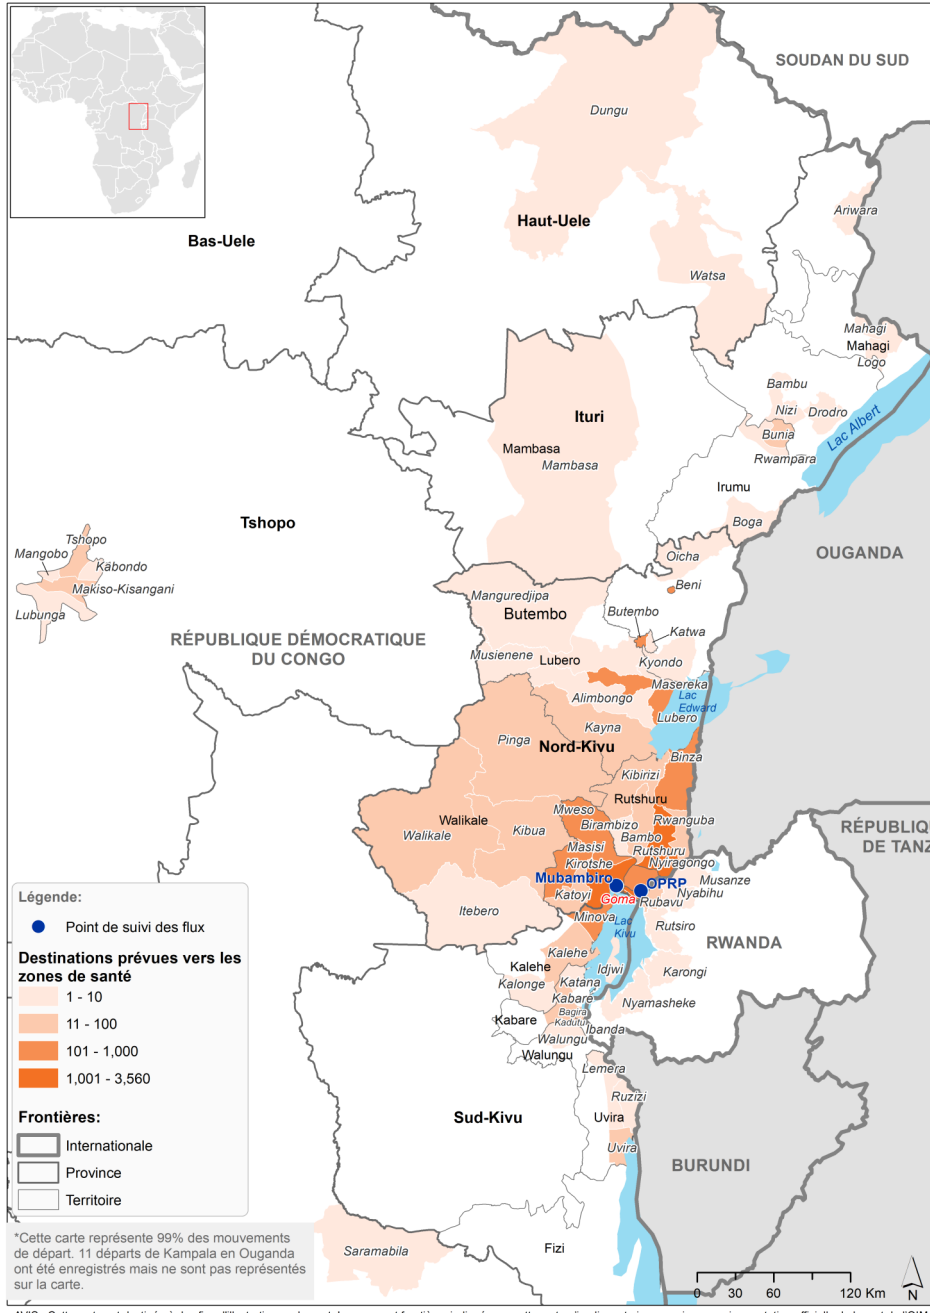 SOUDAN DU SUD
Dungu
Haut-Uele
Bas-Uele
Ariwara
Watsa
Mahagi
Mahagi
Logo
Bambu
Nizi
Drodro
Bunia
Rwampara
Lac Albert
Ituri
Mambasa
Mambasa
Irumu
Boga
Tshopo
Tshopo
Mangobo
Kabondo
Makiso-Kisangani
Lubunga
OUGANDA
Oicha
Beni
Manguredjipa
Butembo
Butembo
Katwa
RÉPUBLIQUE DÉMOCRATIQUE
DU CONGO
Musienene
Lubero
Kyondo
Masereka
Alimbongo
Lac
Edward
Lubero
Kayna
Pinga
Nord-Kivu
Binza
Kibirizi
Rutshuru
Mweso
Walikale
Walikale
Kibua
Birambizo
Rwanguba
Bambo
Masisi
Rutshuru
Kirotshe
Nyiragongo
RÉPUBLIQU
DE TANZ
Mubambiro
OPRP
Musanze
Nyabihu
Katoyi
Goma
Rubavu
Itebero
Minova
Lac
Kivu
Rutsiro
RWANDA
Kalehe
Kalehe
Idjwi
Karongi
Kalonge
Katana
Kabare
Nyamasheke
Kabare
Bagira
Kadutu
Ibanda
Walungu
Walungu
Lemera
Ruzizi
Uvira
Sud-Kivu
Uvira
BURUNDI
Fizi
Saramabila
Légende:
Point de suivi des flux
Destinations prévues vers les
zones de santé
1 - 10
11 - 100
101 - 1,000
1,001 - 3,560
Frontières:
Internationale
Province
Territoire
*Cette carte représente 99% des mouvements
de départ. 11 départs de Kampala en Ouganda
ont été enregistrés mais ne sont pas représentés
sur la carte.
0 30 60 120 Km
N